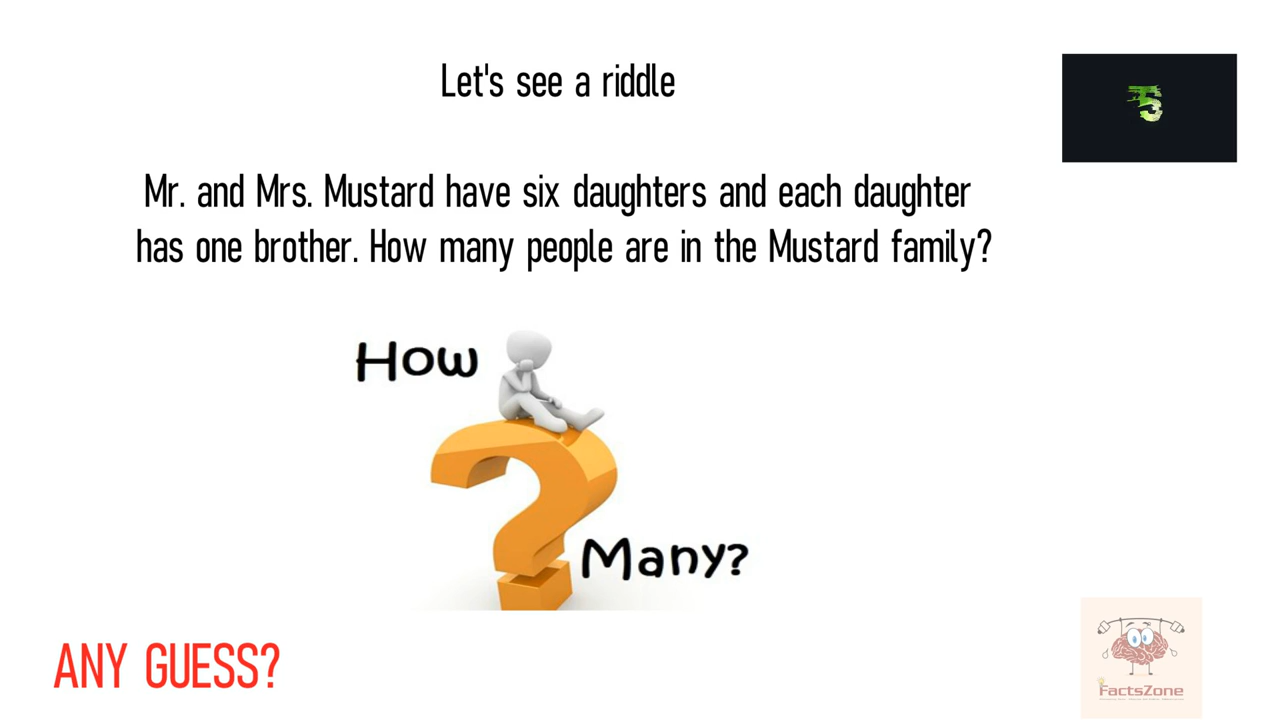 Let's see a riddle
Mr. and Mrs. Mustard have six daughters and each daughter
has one brother. How many people are in the Mustard family?
How
Many?
ANY GUESS?
FactsZone